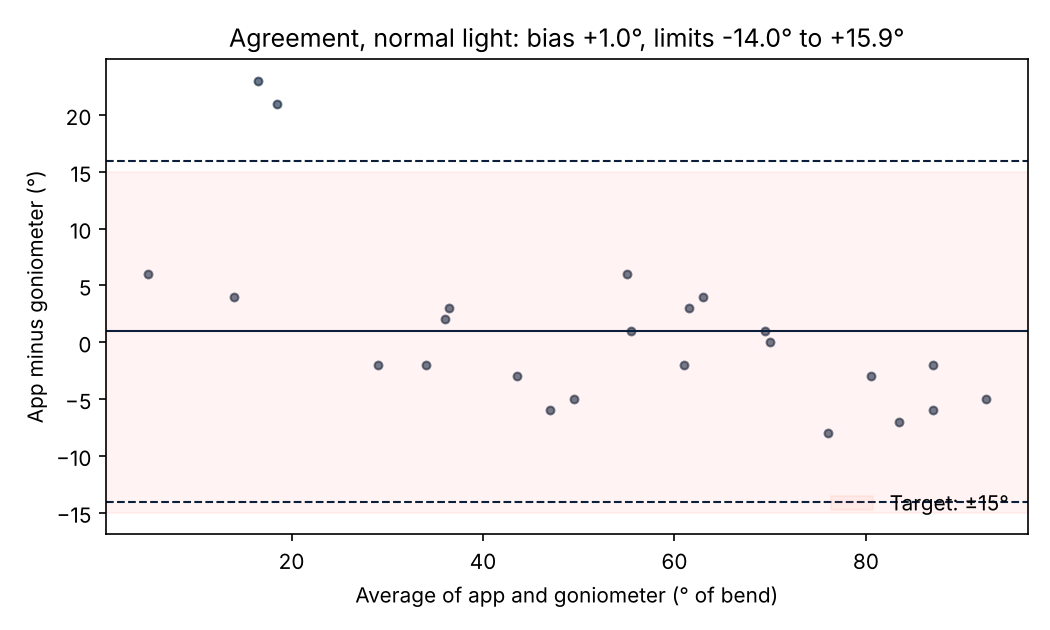 Agreement, normal light: bias +1.0°, limits -14.0° to +15.9°
App minus goniometer (°)
20
15
10
5
0
−5
−10
−15
Target: ±15°
20 40 60 80
Average of app and goniometer (° of bend)